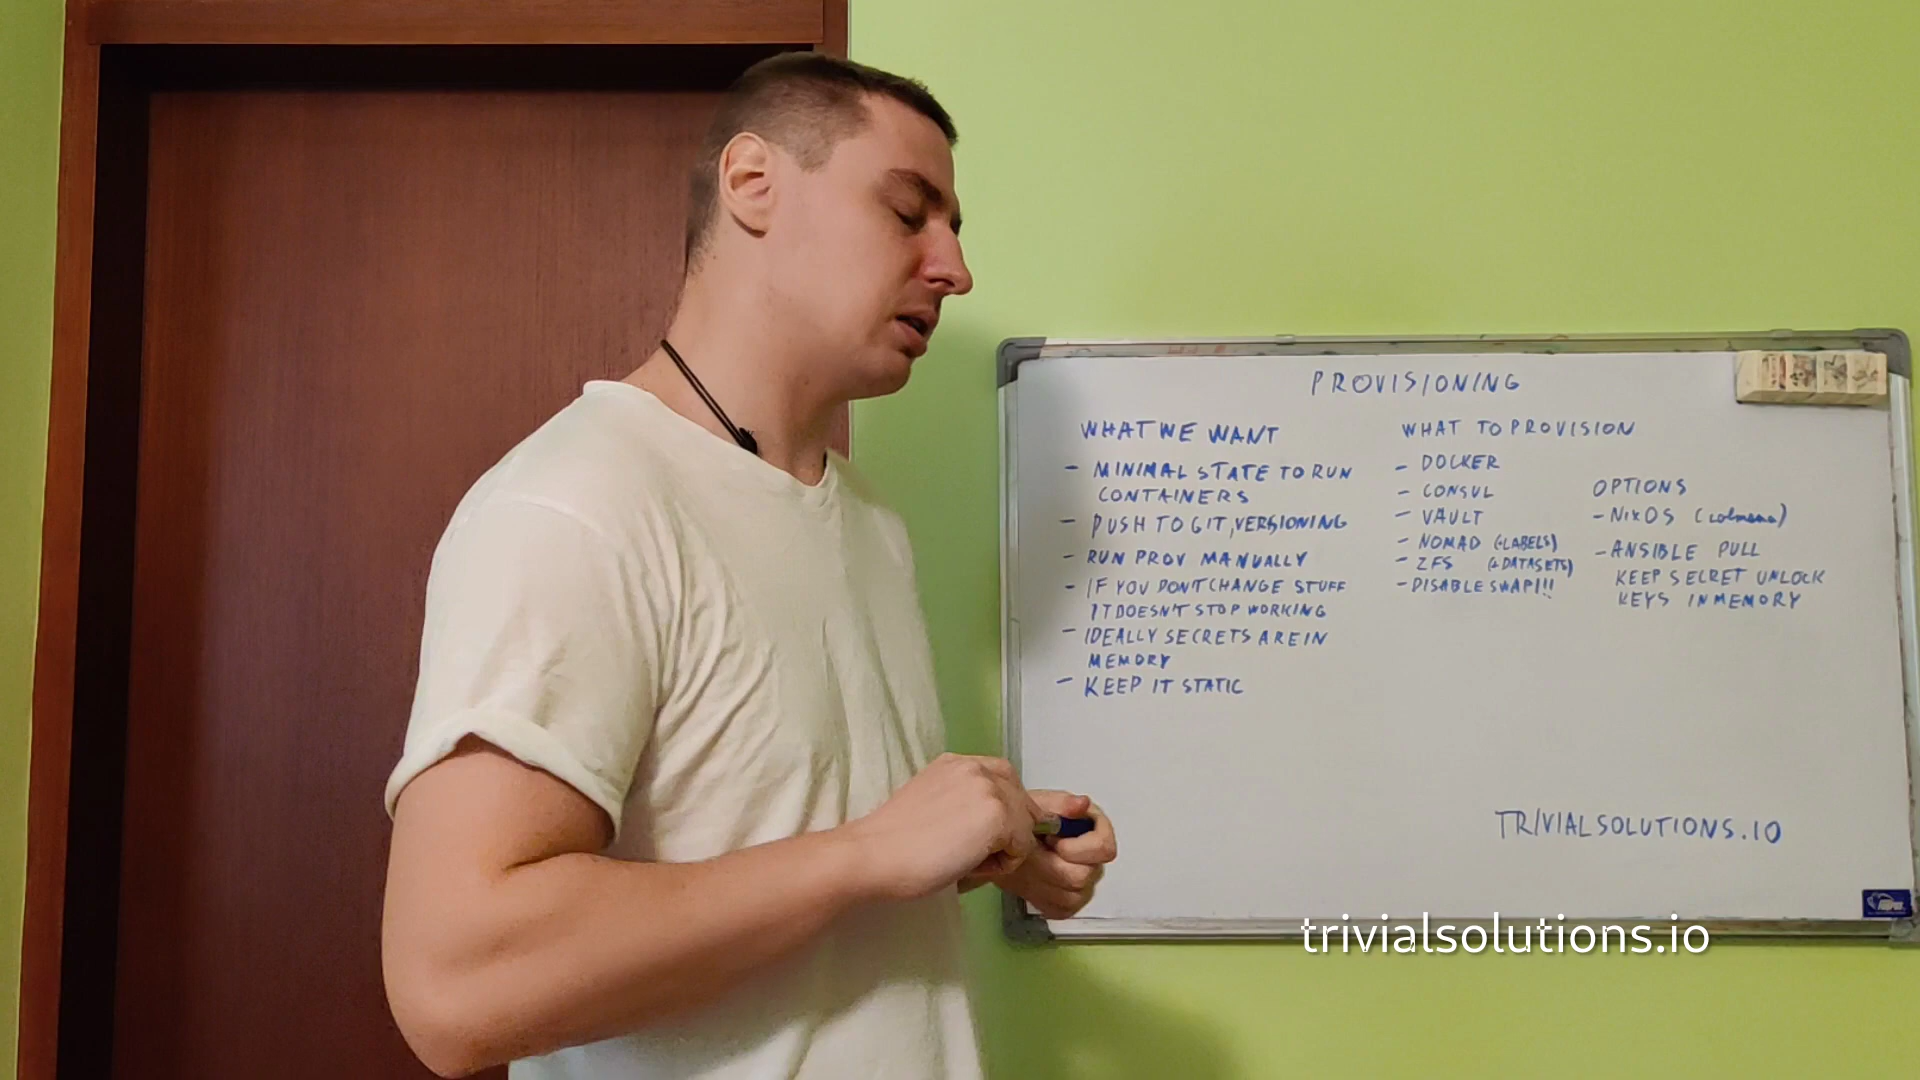 PROVISIONING
WHAT WE WANT
- MINIMAL STATE TO RUN
CONTAINERS
- PUSH TO GIT, VERSIONING
- RUN PROV MANUALLY
- IF YOU DONT CHANGE STUFF
IT DOESN'T STOP WORKING
- IDEALLY SECRETS ARE IN
MEMORY
- KEEP IT STATIC
WHAT TO PROVISION
- DOCKER
- CONSUL
- VAULT
- NOMAD (+LABELS)
- ZFS (+DATASETS)
- DISABLE SWAP!!!
OPTIONS
- NIXOS (colmena)
- ANSIBLE PULL
KEEP SECRET UNLOCK
KEYS IN MEMORY
TRIVIALSOLUTIONS.IO
trivialsolutions.io